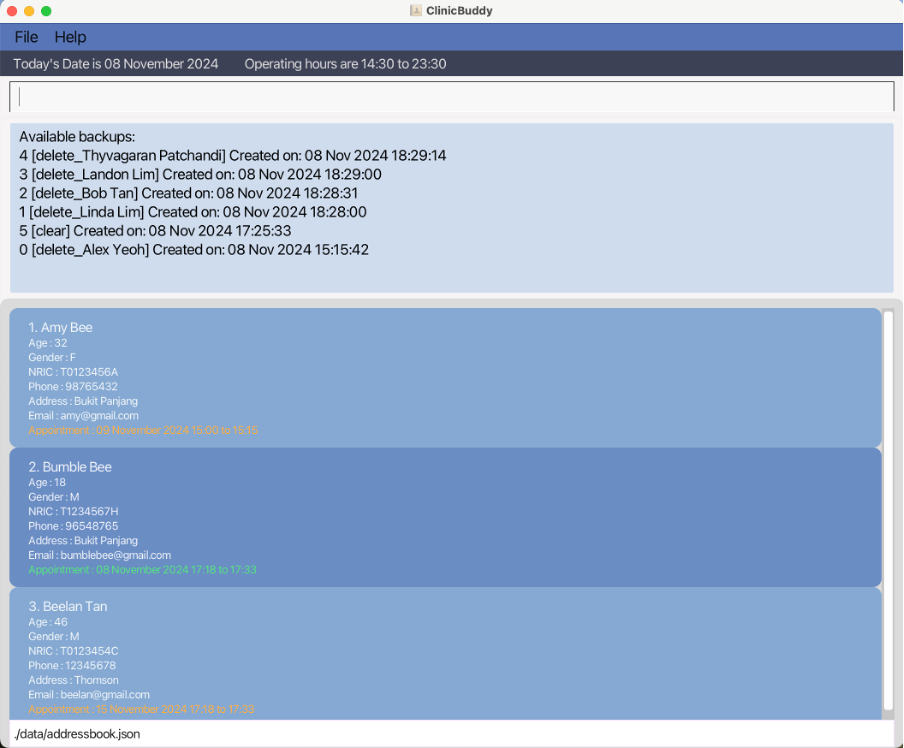 ClinicBuddy
File Help
Today's Date is 08 November 2024 Operating hours are 14:30 to 23:30
Available backups:
4 [delete_Thyvagaran Patchandi] Created on: 08 Nov 2024 18:29:14
3 [delete_Landon Lim] Created on: 08 Nov 2024 18:29:00
2 [delete_Bob Tan] Created on: 08 Nov 2024 18:28:31
1 [delete_Linda Lim] Created on: 08 Nov 2024 18:28:00
5 [clear] Created on: 08 Nov 2024 17:25:33
0 [delete_Alex Yeoh] Created on: 08 Nov 2024 15:15:42
1. Amy Bee
Age : 32
Gender : F
NRIC : T0123456A
Phone : 98765432
Address : Bukit Panjang
Email : amy@gmail.com
Appointment : 09 November 2024 15:00 to 15:15
2. Bumble Bee
Age : 18
Gender : M
NRIC : T1234567H
Phone : 96548765
Address : Bukit Panjang
Email : bumblebee@gmail.com
Appointment : 08 November 2024 17:18 to 17:33
3. Beelan Tan
Age : 46
Gender : M
NRIC : T0123454C
Phone : 12345678
Address : Thomson
Email : beelan@gmail.com
Appointment : 15 November 2024 17:18 to 17:33
./data/addressbook.json